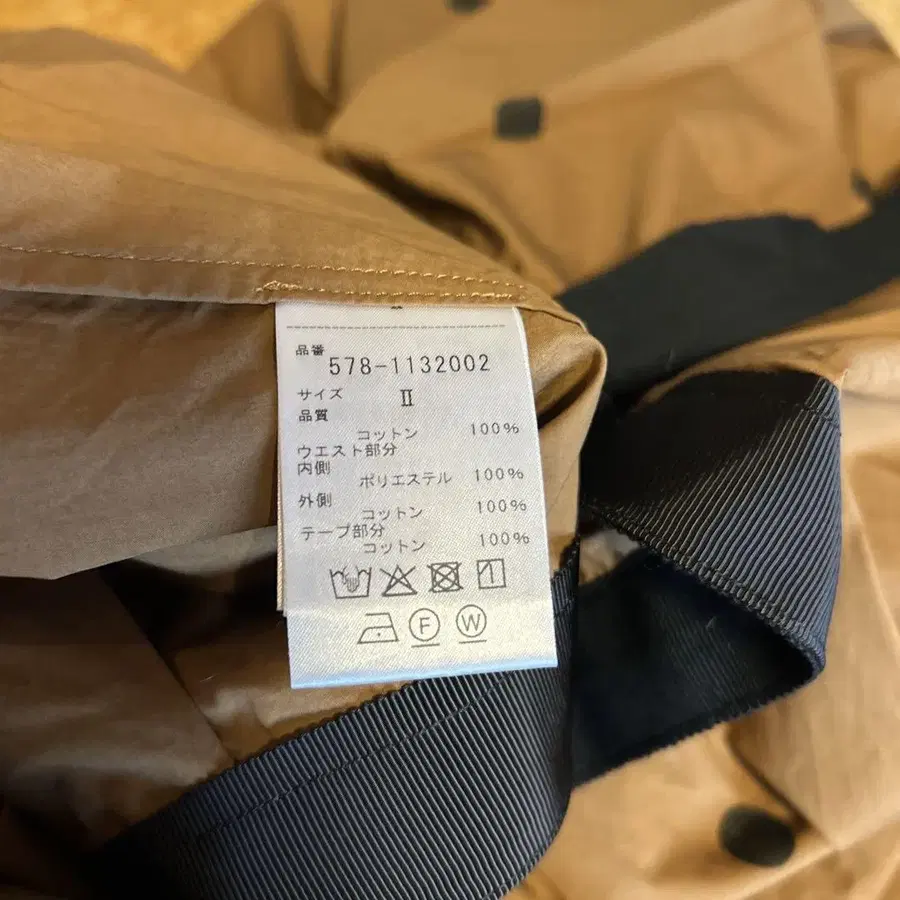 品番
578-1132002
サイズ II
品質
コットン 100%
ウエスト部分
内側
ポリエステル 100%
外側
コットン 100%
テープ部分
コットン 100%
F W